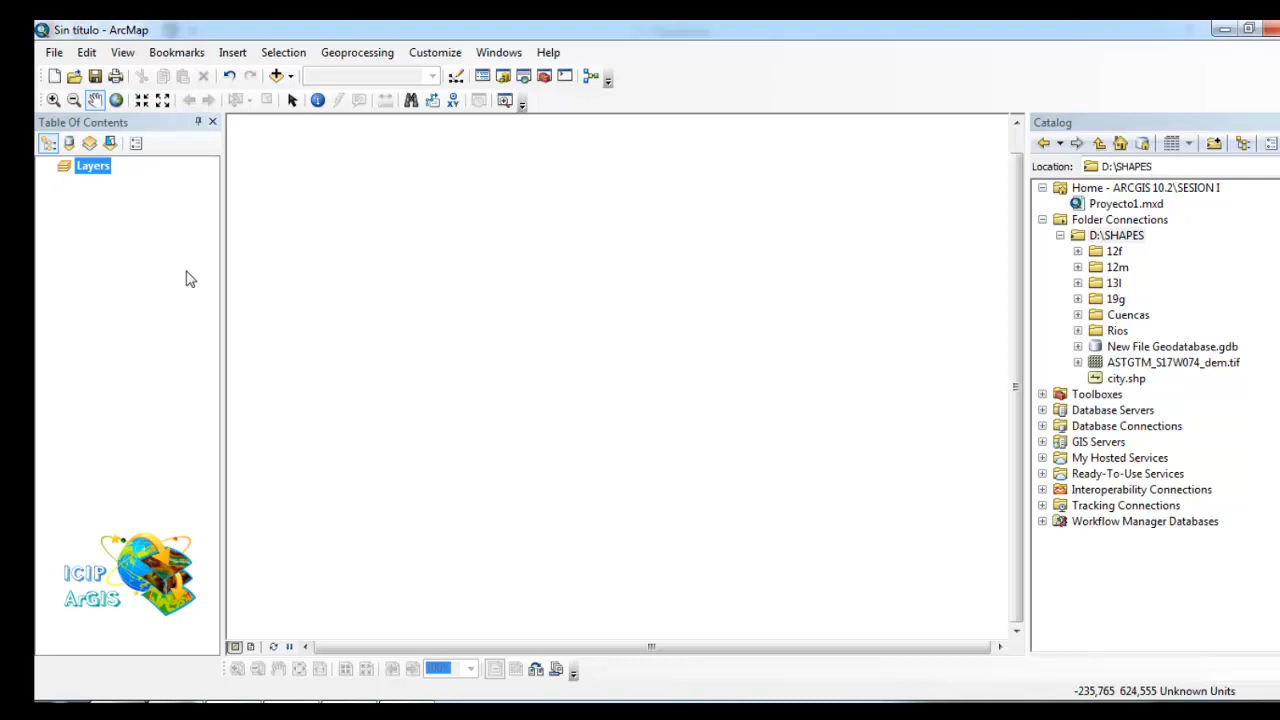 Sin título - ArcMap
File Edit View Bookmarks Insert Selection Geoprocessing Customize Windows Help
Table Of Contents
Layers
ICIP
ArGIS
Catalog
Location: D:\SHAPES
Home - ARCGIS 10.2\SESION I
Proyecto1.mxd
Folder Connections
D:\SHAPES
12f
12m
13l
19g
Cuencas
Rios
New File Geodatabase.gdb
ASTGTM_S17W074_dem.tif
city.shp
Toolboxes
Database Servers
Database Connections
GIS Servers
My Hosted Services
Ready-To-Use Services
Interoperability Connections
Tracking Connections
Workflow Manager Databases
-235,765 624,555 Unknown Units